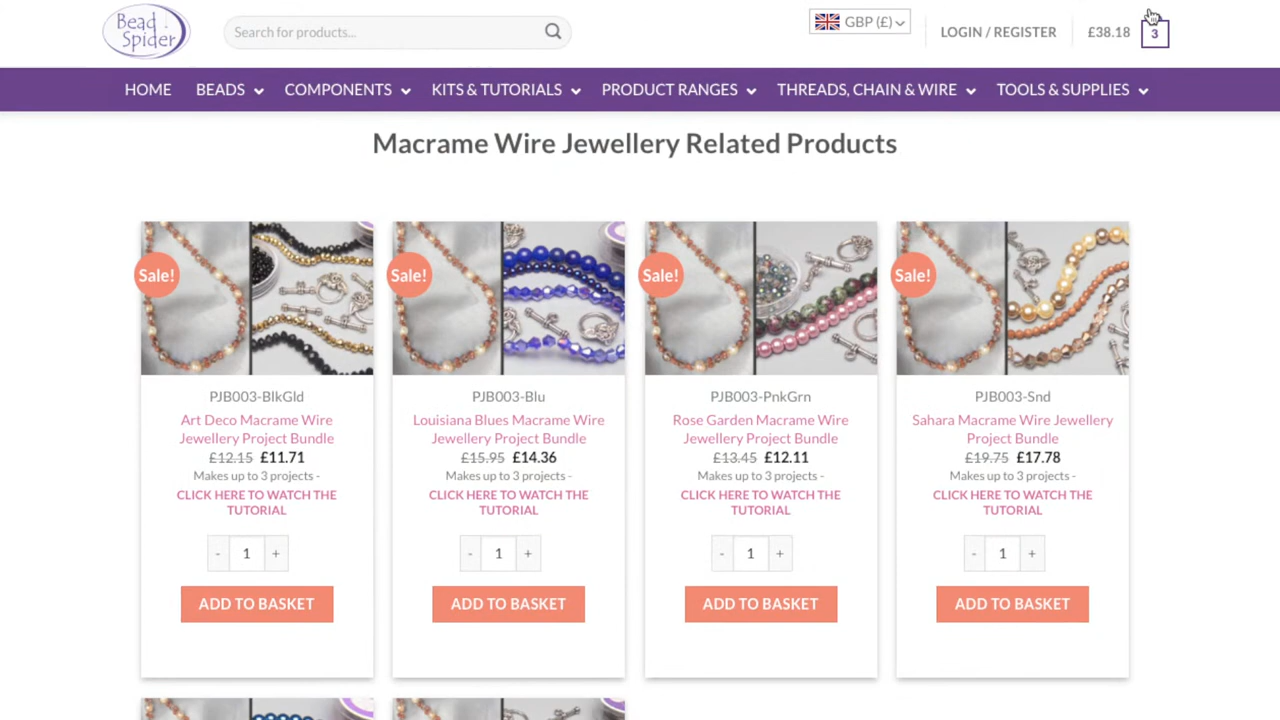 Bead
Spider
Search for products...
GBP (£)
LOGIN / REGISTER
£38.18
3
HOME
BEADS
COMPONENTS
KITS & TUTORIALS
PRODUCT RANGES
THREADS, CHAIN & WIRE
TOOLS & SUPPLIES
Macrame Wire Jewellery Related Products
Sale!
Sale!
Sale!
Sale!
PJB003-BlkGld
Art Deco Macrame Wire
Jewellery Project Bundle
£12.15 £11.71
Makes up to 3 projects -
CLICK HERE TO WATCH THE
TUTORIAL
- 1 +
ADD TO BASKET
PJB003-Blu
Louisiana Blues Macrame Wire
Jewellery Project Bundle
£15.95 £14.36
Makes up to 3 projects -
CLICK HERE TO WATCH THE
TUTORIAL
- 1 +
ADD TO BASKET
PJB003-PnkGrn
Rose Garden Macrame Wire
Jewellery Project Bundle
£13.45 £12.11
Makes up to 3 projects -
CLICK HERE TO WATCH THE
TUTORIAL
- 1 +
ADD TO BASKET
PJB003-Snd
Sahara Macrame Wire Jewellery
Project Bundle
£19.75 £17.78
Makes up to 3 projects -
CLICK HERE TO WATCH THE
TUTORIAL
- 1 +
ADD TO BASKET